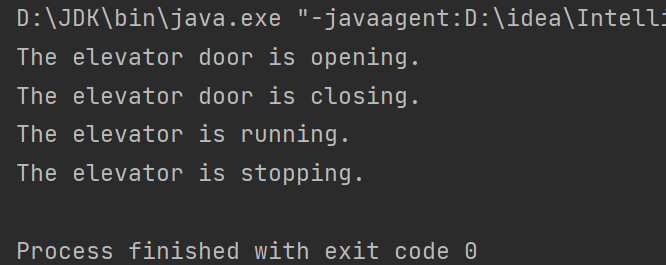 D:\JDK\bin\java.exe "-javaagent:D:\idea\Intelli
The elevator door is opening.
The elevator door is closing.
The elevator is running.
The elevator is stopping.
Process finished with exit code 0